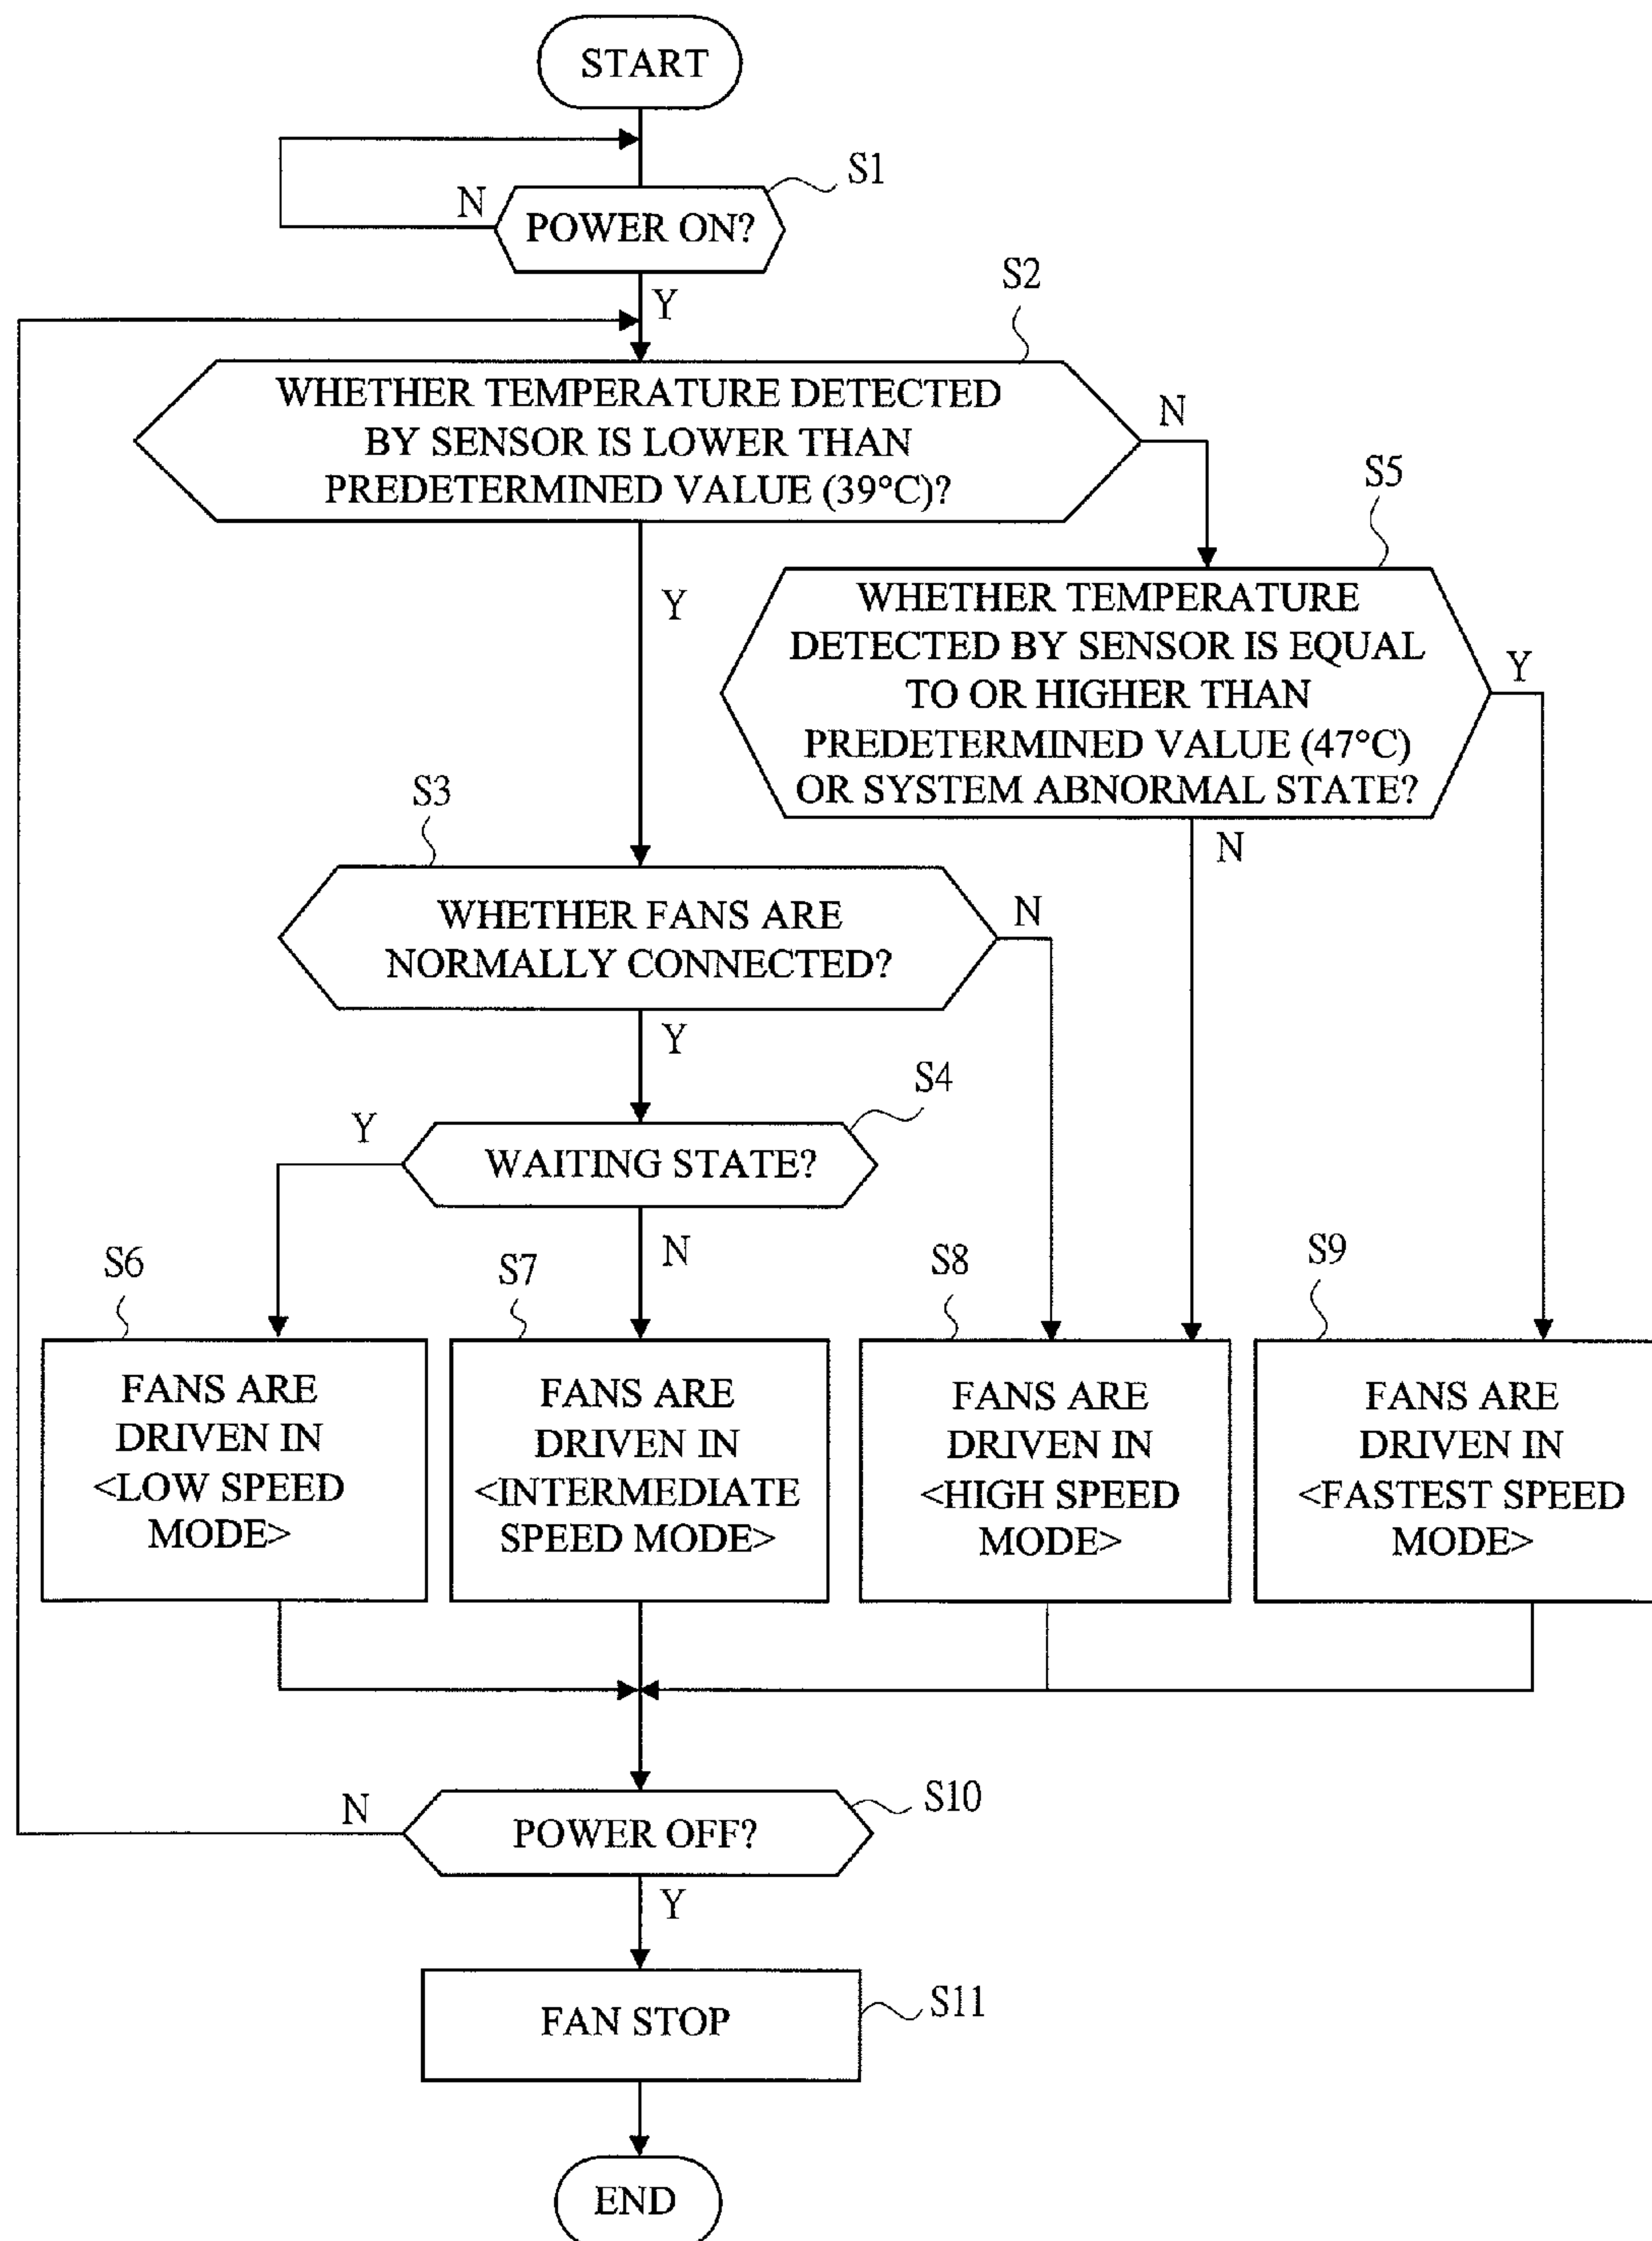 START
S1
N
POWER ON?
Y
S2
WHETHER TEMPERATURE DETECTED
BY SENSOR IS LOWER THAN
PREDETERMINED VALUE (39°C)?
N
S5
Y
WHETHER TEMPERATURE
DETECTED BY SENSOR IS EQUAL
TO OR HIGHER THAN
PREDETERMINED VALUE (47°C)
OR SYSTEM ABNORMAL STATE?
Y
N
S3
WHETHER FANS ARE
NORMALLY CONNECTED?
N
Y
S4
Y
WAITING STATE?
N
S6
FANS ARE
DRIVEN IN
<LOW SPEED
MODE>
S7
FANS ARE
DRIVEN IN
<INTERMEDIATE
SPEED MODE>
S8
FANS ARE
DRIVEN IN
<HIGH SPEED
MODE>
S9
FANS ARE
DRIVEN IN
<FASTEST SPEED
MODE>
S10
N
POWER OFF?
Y
FAN STOP
S11
END